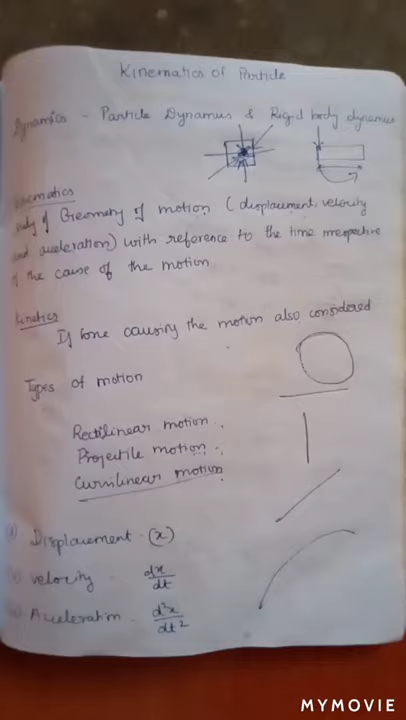 Kinematics of Particle
Dynamics - Particle Dynamics & Rigid body dynamics
Kinematics
study of Geometry of motion (displacement, velocity
and acceleration) with reference to the time irrespective
of the cause of the motion
Kinetics
If force causing the motion also considered
Types of motion
Rectilinear motion.
Projectile motion.
Curvilinear motion
Displacement - (x)
velocity - dx/dt
Acceleration - d²x/dt²
MYMOVIE